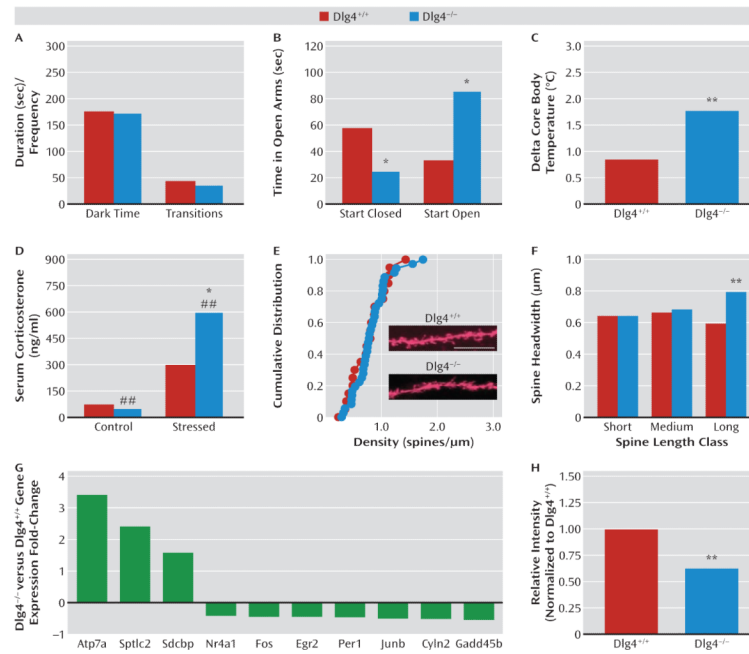 Dlg4+/+ Dlg4−/−
A
Duration (sec)/
Frequency
300
250
200
150
100
50
0
Dark Time Transitions
B
Time in Open Arms (sec)
120
100
80
60
40
20
0
*
*
Start Closed Start Open
C
Delta Core Body
Temperature (°C)
3.0
2.5
2.0
1.5
1.0
0.5
0
**
Dlg4+/+ Dlg4−/−
D
Serum Corticosterone
(ng/ml)
900
750
600
450
300
150
0
##
*
##
Control Stressed
E
Cumulative Distribution
1.0
0.8
0.6
0.4
0.2
0
Dlg4+/+
Dlg4−/−
1.0 2.0 3.0
Density (spines/μm)
F
Spine Headwidth (μm)
1.0
0.8
0.6
0.4
0.2
0
**
Short Medium Long
Spine Length Class
G
Dlg4−/− versus Dlg4+/+ Gene
Expression Fold-Change
4
3
2
1
0
−1
Atp7a Sptlc2 Sdcbp Nr4a1 Fos Egr2 Per1 Junb Cyln2 Gadd45b
H
Relative Intensity
(Normalized to Dlg4+/+)
1.50
1.25
1.00
0.75
0.50
0.25
0
**
Dlg4+/+ Dlg4−/−